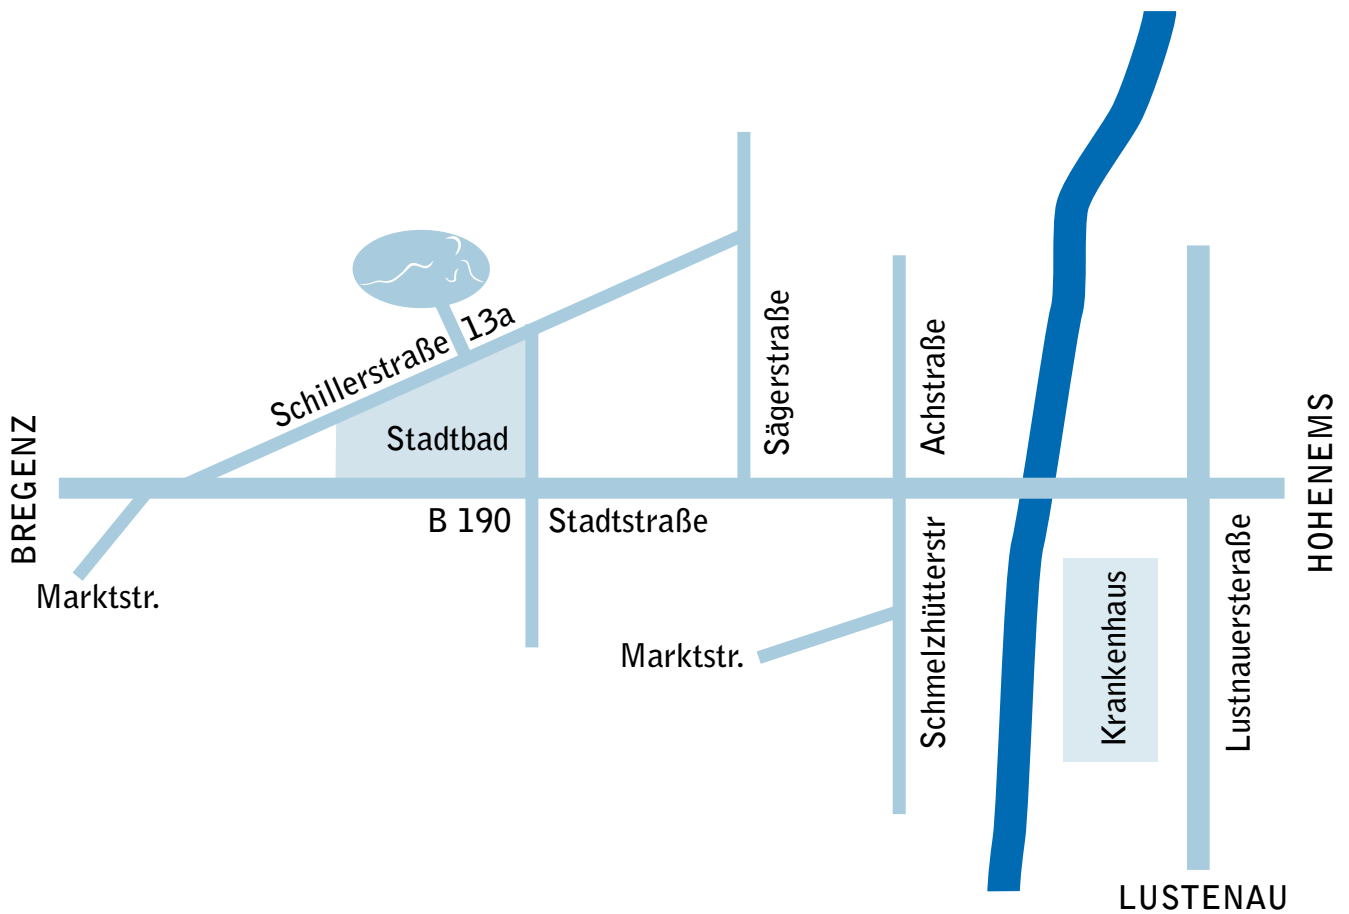 Schillerstraße 13a
Sägerstraße
Achstraße
BREGENZ
Stadtbad
HOHENEMS
B 190
Stadtstraße
Marktstr.
Marktstr.
Schmelzhütterstr
Krankenhaus
Lustnauersteraße
LUSTENAU